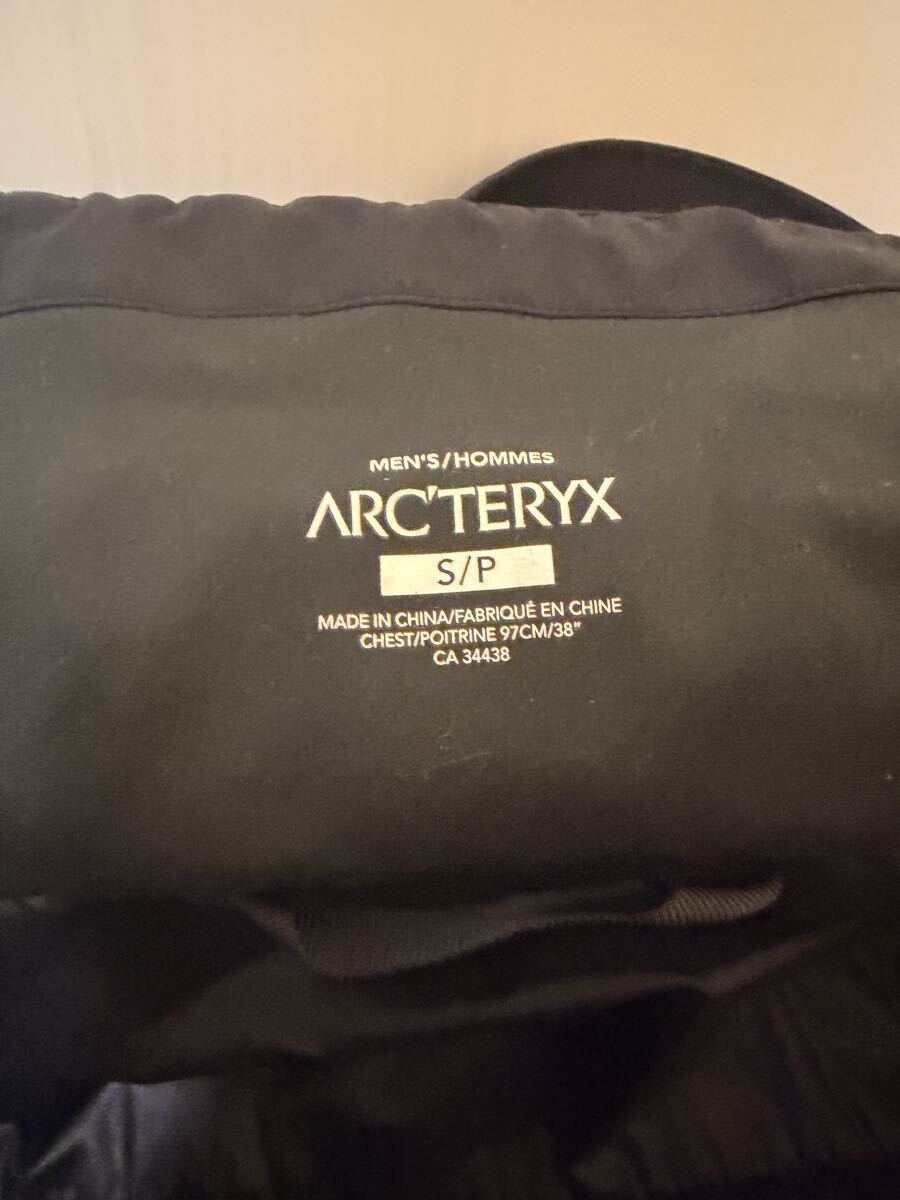 MEN'S/HOMMES
ARC'TERYX
S/P
MADE IN CHINA/FABRIQUÉ EN CHINE
CHEST/POITRINE 97CM/38"
CA 34438